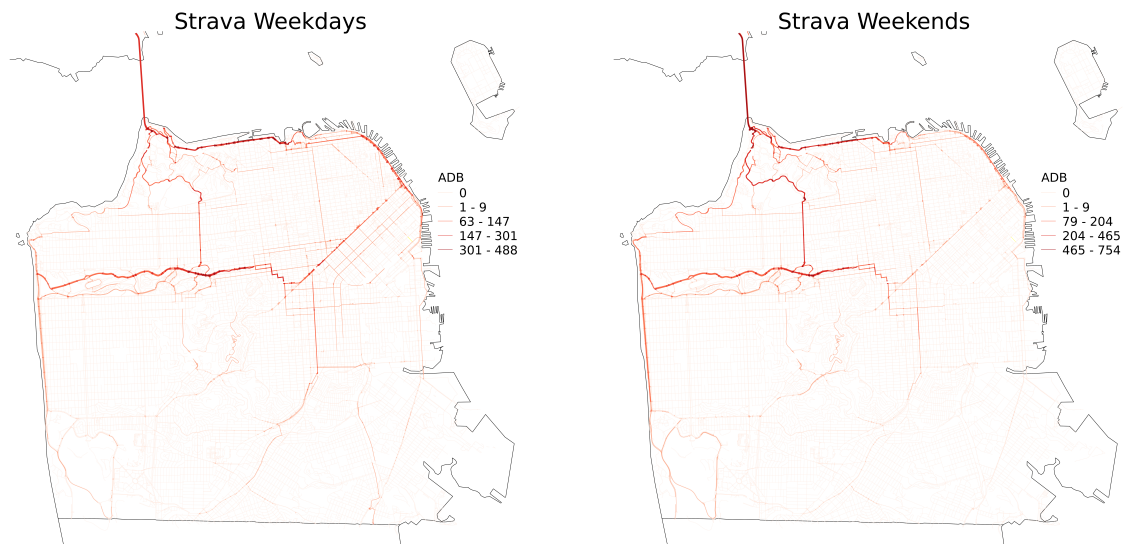 Strava Weekdays
ADB
0
1 - 9
63 - 147
147 - 301
301 - 488
Strava Weekends
ADB
0
1 - 9
79 - 204
204 - 465
465 - 754